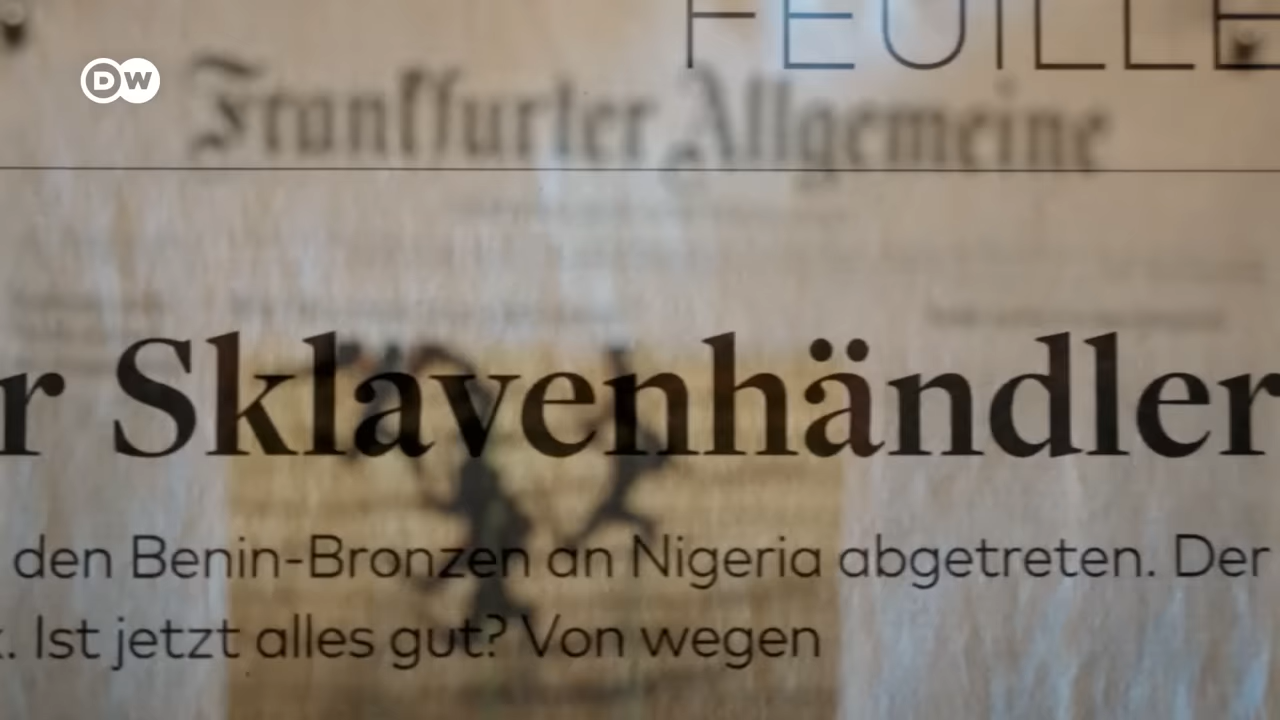 FEUILLE
DW
Frankfurter Allgemeine
r Sklavenhändler
den Benin-Bronzen an Nigeria abgetreten. Der
. Ist jetzt alles gut? Von wegen